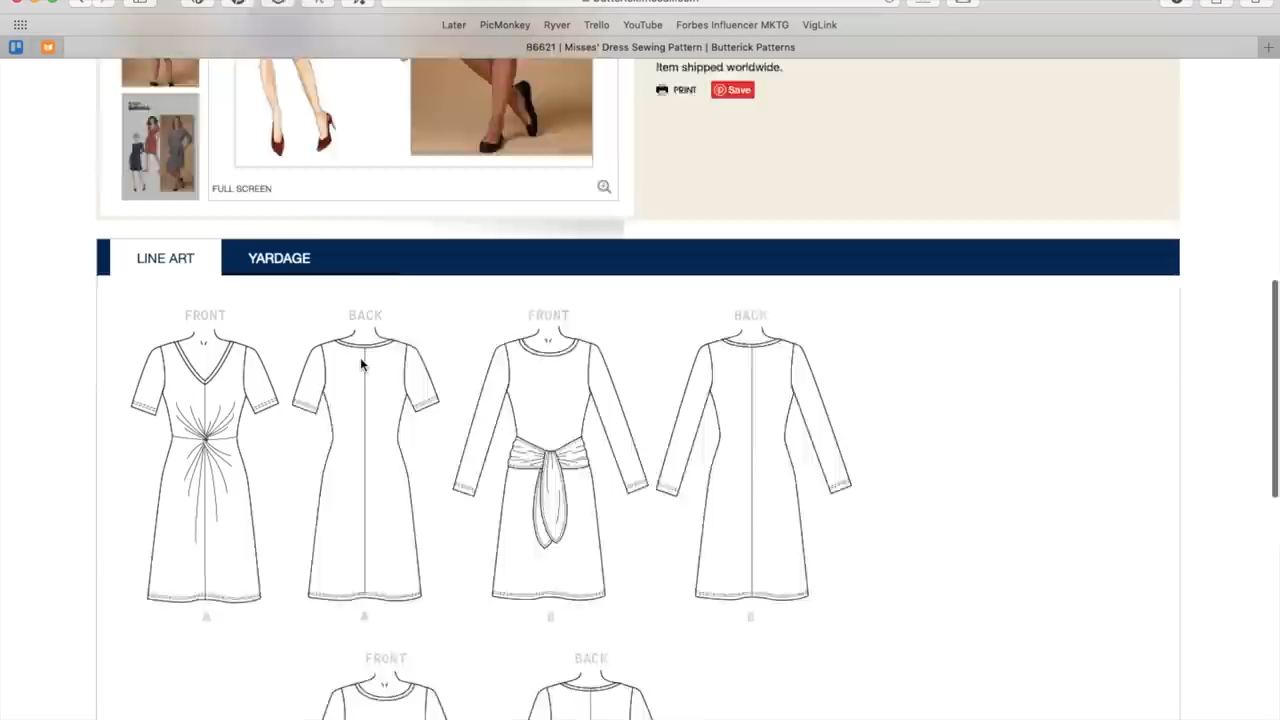 Later PicMonkey Ryver Trello YouTube Forbes Influencer MKTG VigLink
B6621 | Misses' Dress Sewing Pattern | Butterick Patterns
Item shipped worldwide.
PRINT Save
FULL SCREEN
LINE ART YARDAGE
FRONT BACK FRONT BACK
A A B B
FRONT BACK